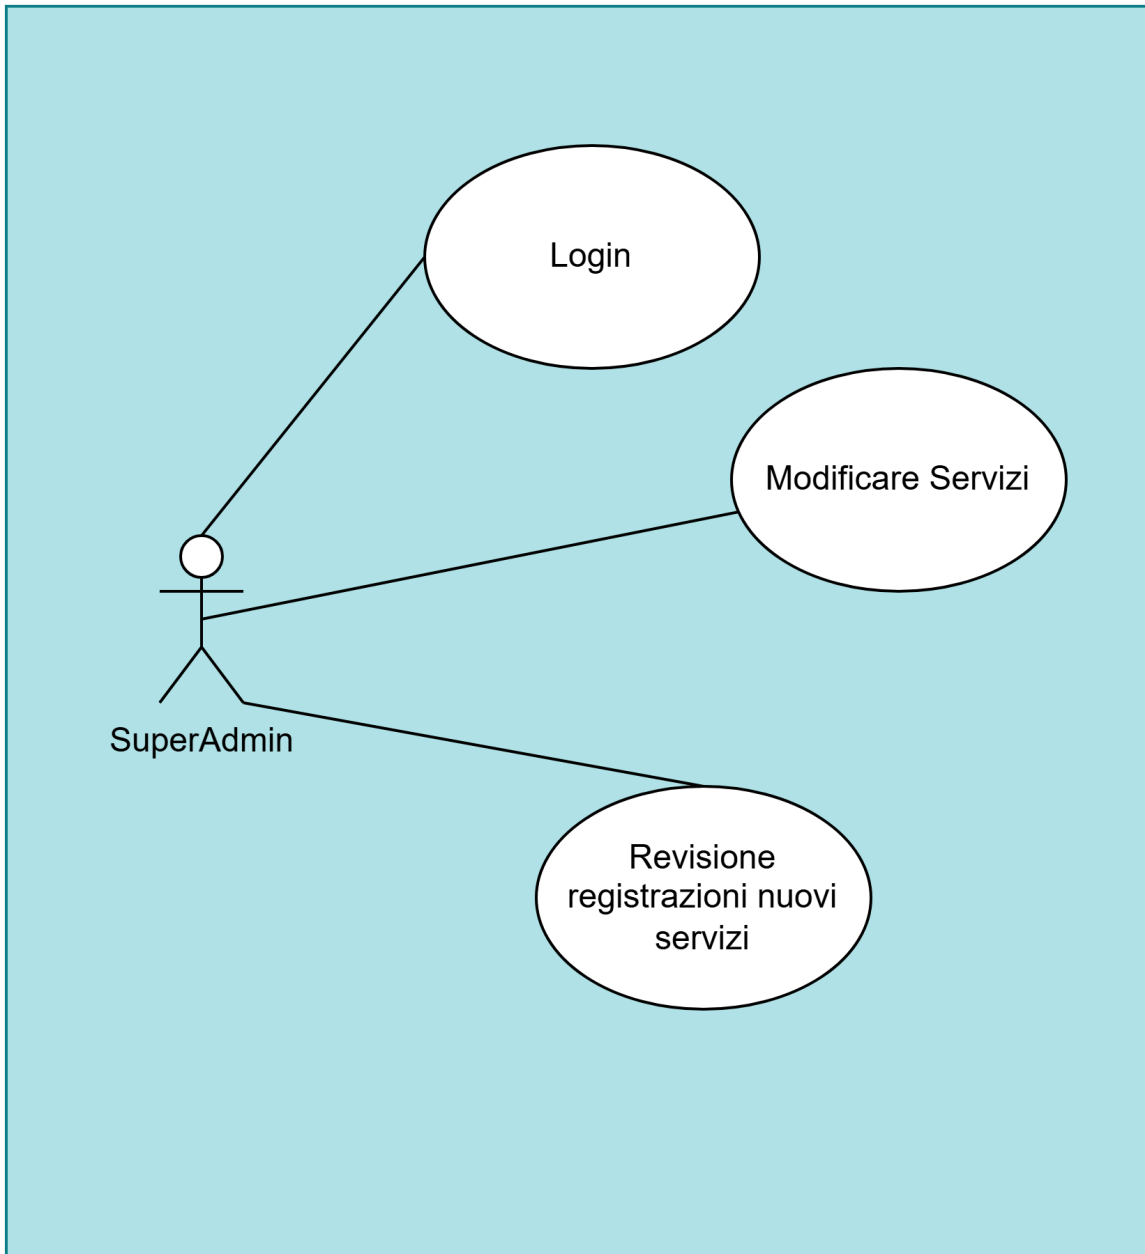 Login
Modificare Servizi
SuperAdmin
Revisione
registrazioni nuovi
servizi